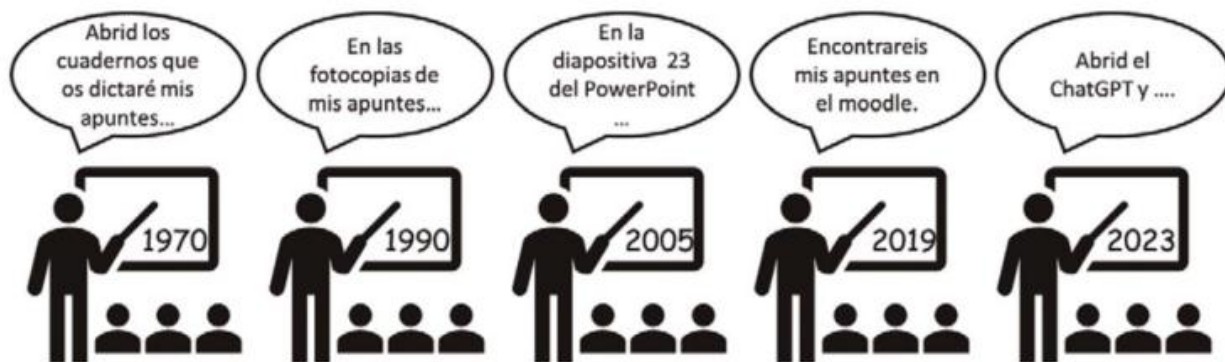 Abrid los
cuadernos que
os dictaré mis
apuntes...
1970
En las
fotocopias de
mis apuntes...
1990
En la
diapositiva 23
del PowerPoint
...
2005
Encontrareis
mis apuntes en
el moodle.
2019
Abrid el
ChatGPT y ....
2023